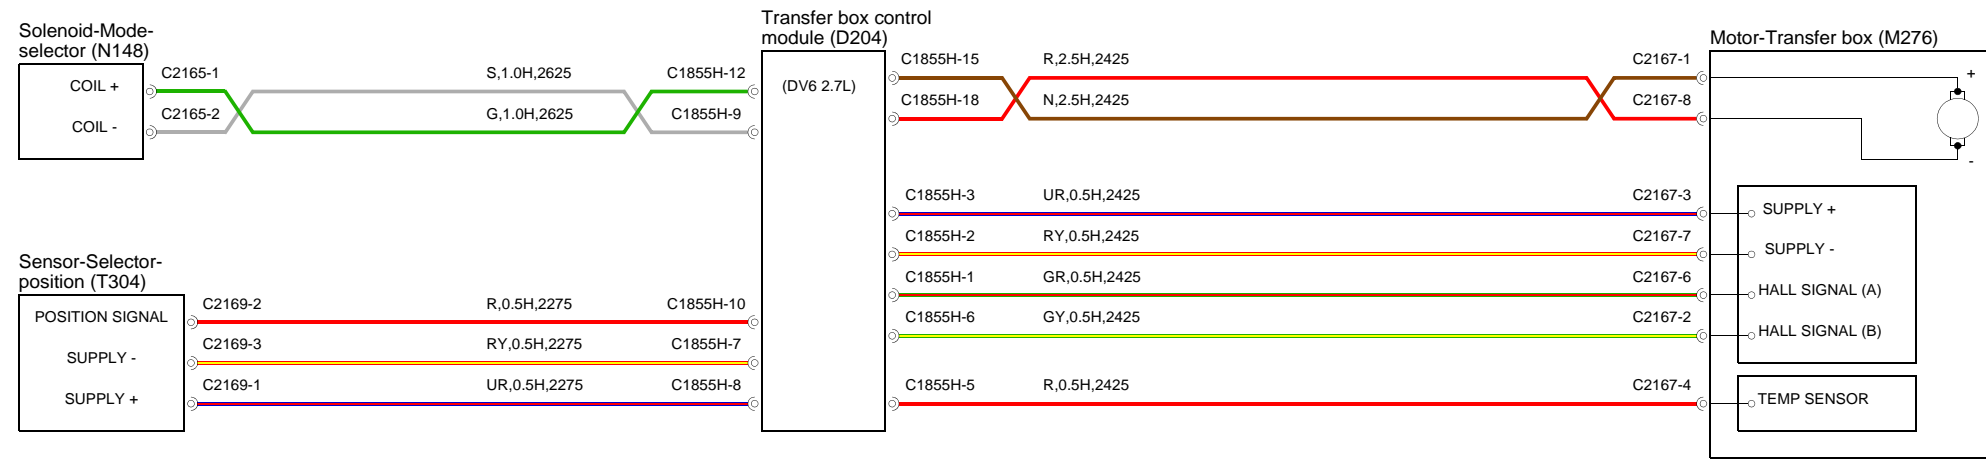 Solenoid-Mode-
selector (N148)
COIL +
COIL -
C2165-1
C2165-2
S,1.0H,2625
G,1.0H,2625
C1855H-12
C1855H-9
Sensor-Selector-
position (T304)
POSITION SIGNAL
SUPPLY -
SUPPLY +
C2169-2
C2169-3
C2169-1
R,0.5H,2275
RY,0.5H,2275
UR,0.5H,2275
C1855H-10
C1855H-7
C1855H-8
Transfer box control
module (D204)
(DV6 2.7L)
C1855H-15
C1855H-18
R,2.5H,2425
N,2.5H,2425
C2167-1
C2167-8
C1855H-3
C1855H-2
C1855H-1
C1855H-6
C1855H-5
UR,0.5H,2425
RY,0.5H,2425
GR,0.5H,2425
GY,0.5H,2425
R,0.5H,2425
C2167-3
C2167-7
C2167-6
C2167-2
C2167-4
Motor-Transfer box (M276)
+
-
SUPPLY +
SUPPLY -
HALL SIGNAL (A)
HALL SIGNAL (B)
TEMP SENSOR